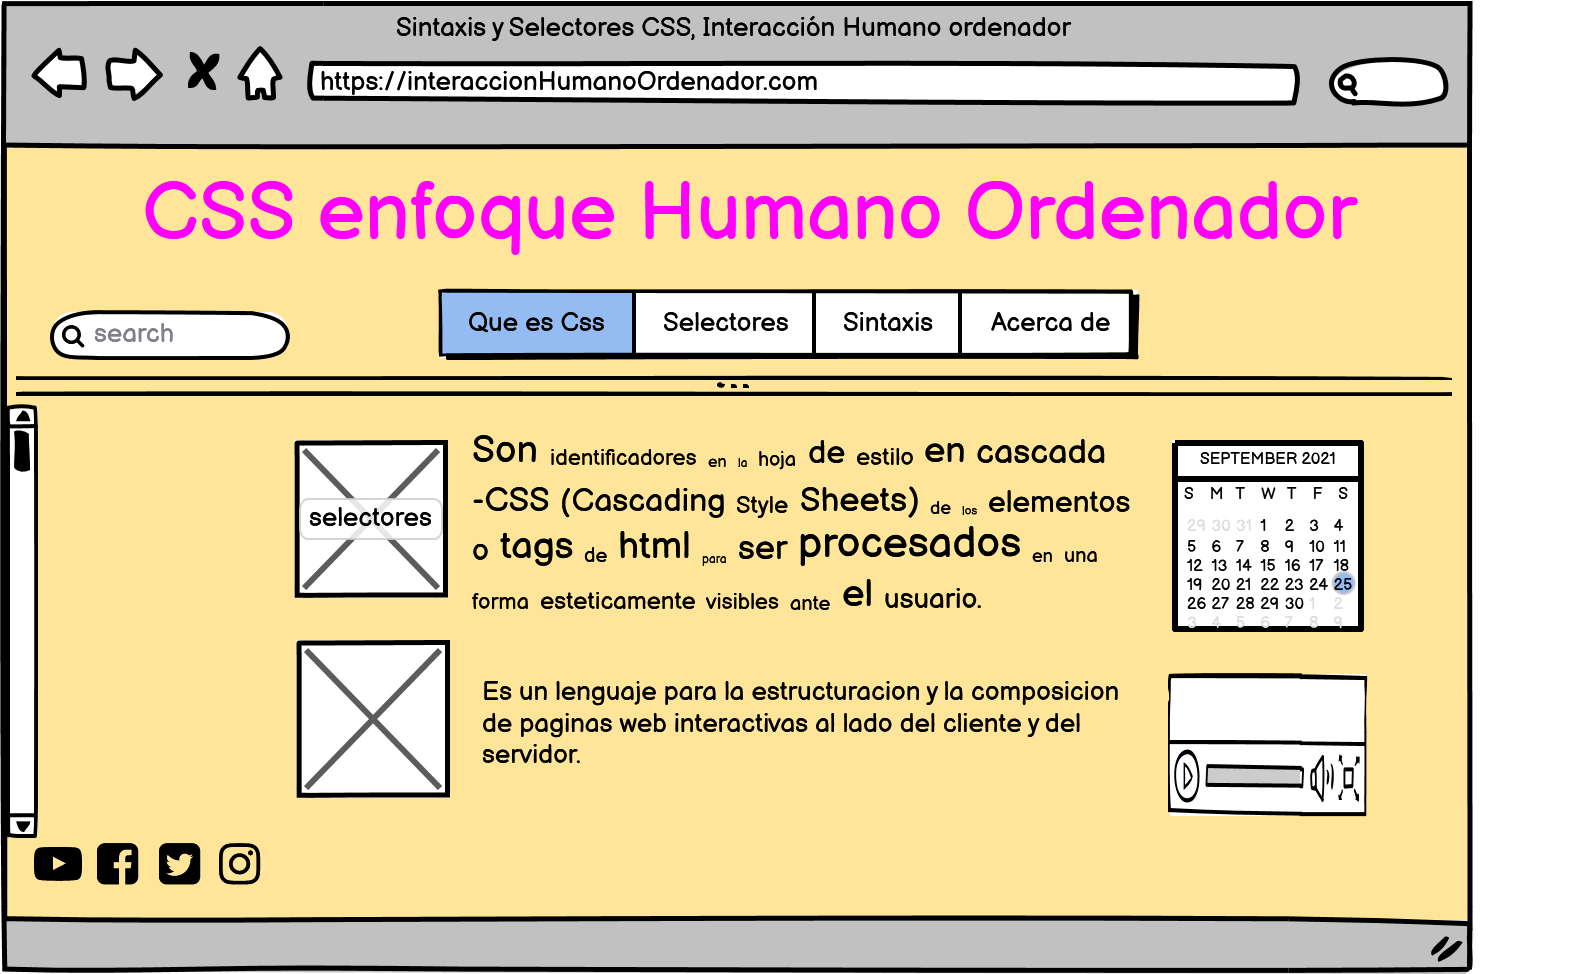 Sintaxis y Selectores CSS, Interacción Humano ordenador
https://interaccionHumanoOrdenador.com
CSS enfoque Humano Ordenador
search
Que es Css Selectores Sintaxis Acerca de
selectores
Son identificadores en la hoja de estilo en cascada
-CSS (Cascading Style Sheets) de los elementos
o tags de html para ser procesados en una
forma esteticamente visibles ante el usuario.
SEPTEMBER 2021
S M T W T F S
29 30 31 1 2 3 4
5 6 7 8 9 10 11
12 13 14 15 16 17 18
19 20 21 22 23 24 25
26 27 28 29 30 1 2
3 4 5 6 7 8 9
Es un lenguaje para la estructuracion y la composicion
de paginas web interactivas al lado del cliente y del
servidor.